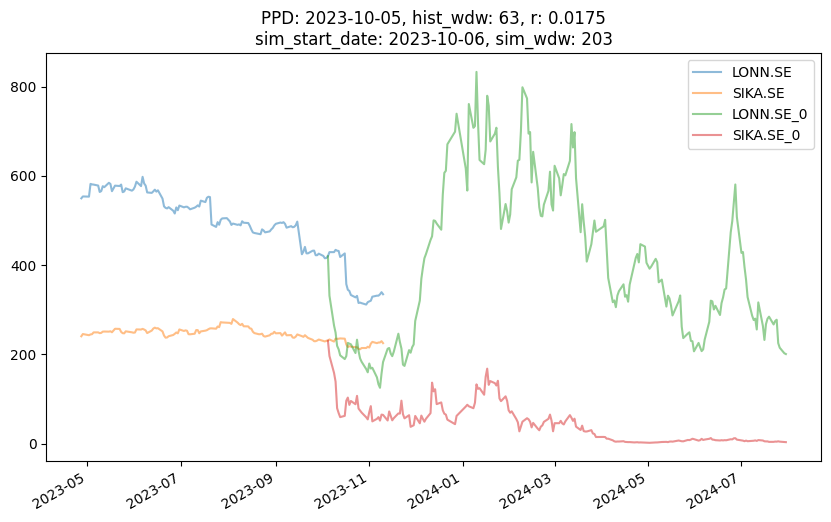 PPD: 2023-10-05, hist_wdw: 63, r: 0.0175
sim_start_date: 2023-10-06, sim_wdw: 203
LONN.SE
SIKA.SE
LONN.SE_0
SIKA.SE_0
800
600
400
200
0
2023-05
2023-07
2023-09
2023-11
2024-01
2024-03
2024-05
2024-07